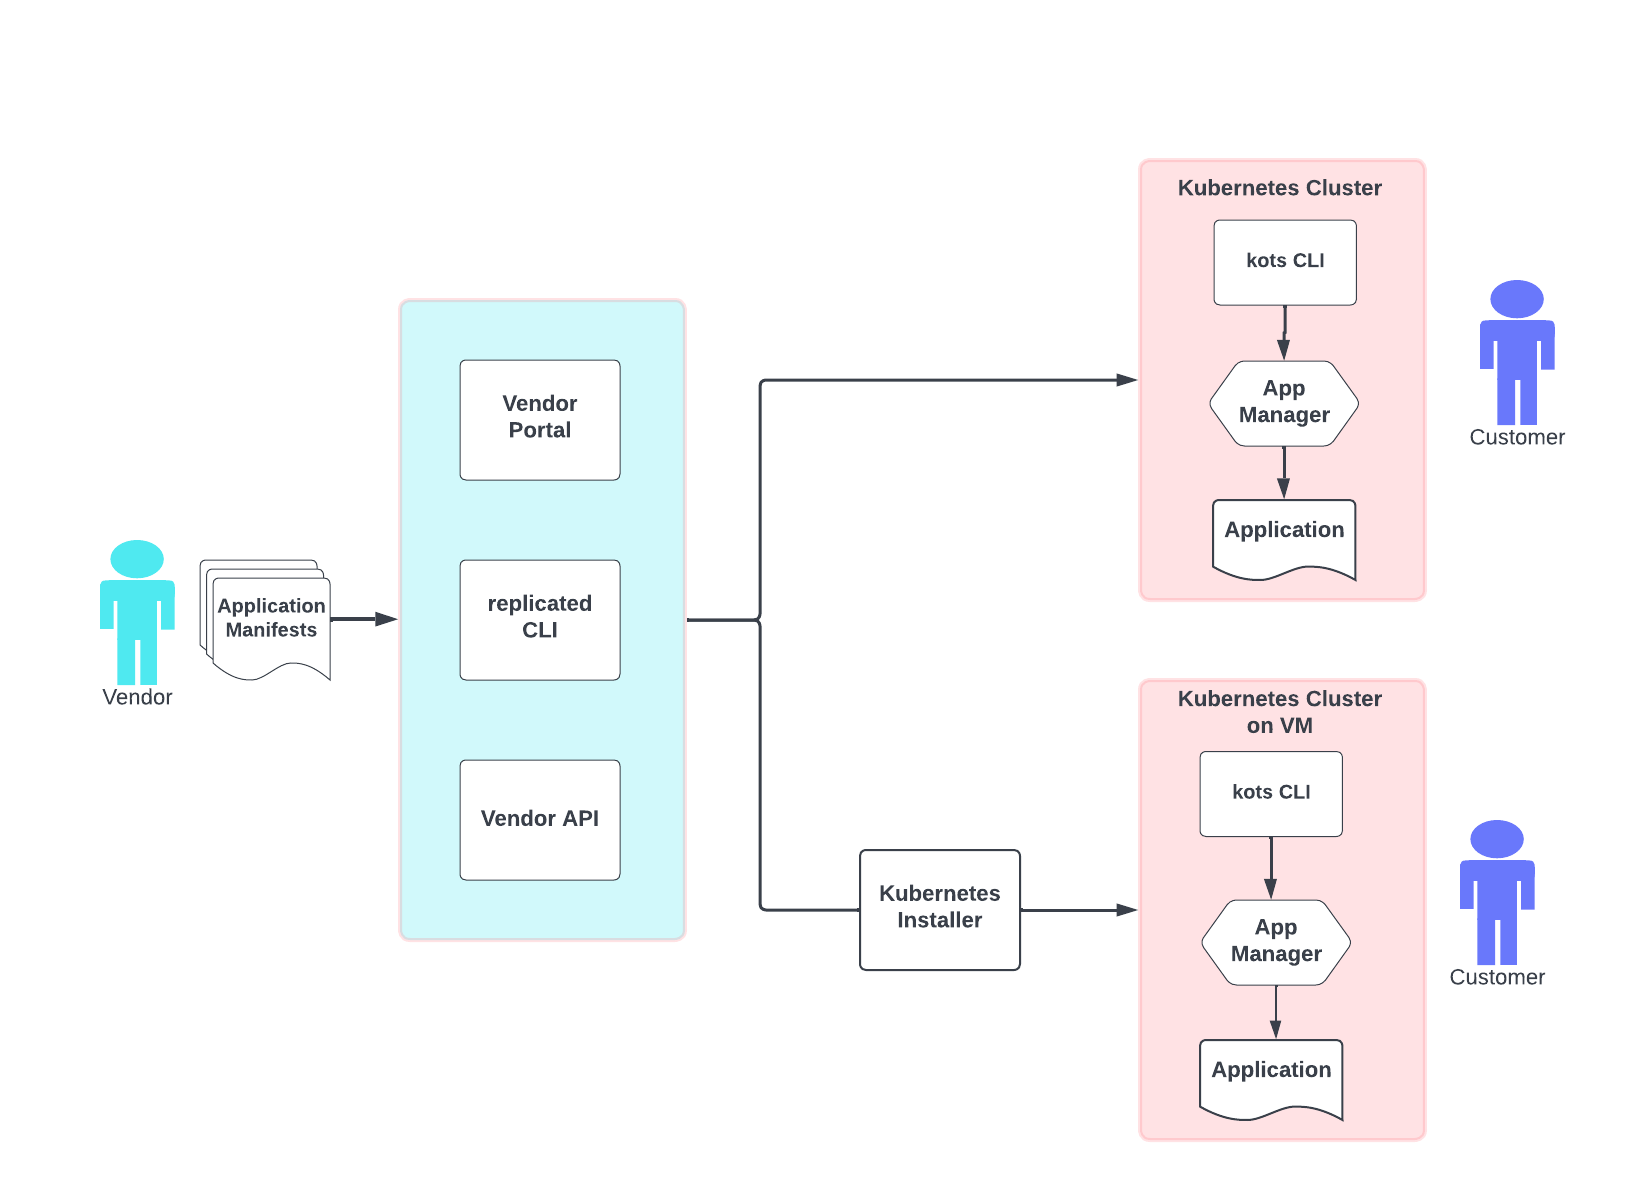 Vendor
Application
Manifests
Vendor
Portal
replicated
CLI
Vendor API
Kubernetes
Installer
Kubernetes Cluster
kots CLI
App
Manager
Application
Customer
Kubernetes Cluster
on VM
kots CLI
App
Manager
Application
Customer